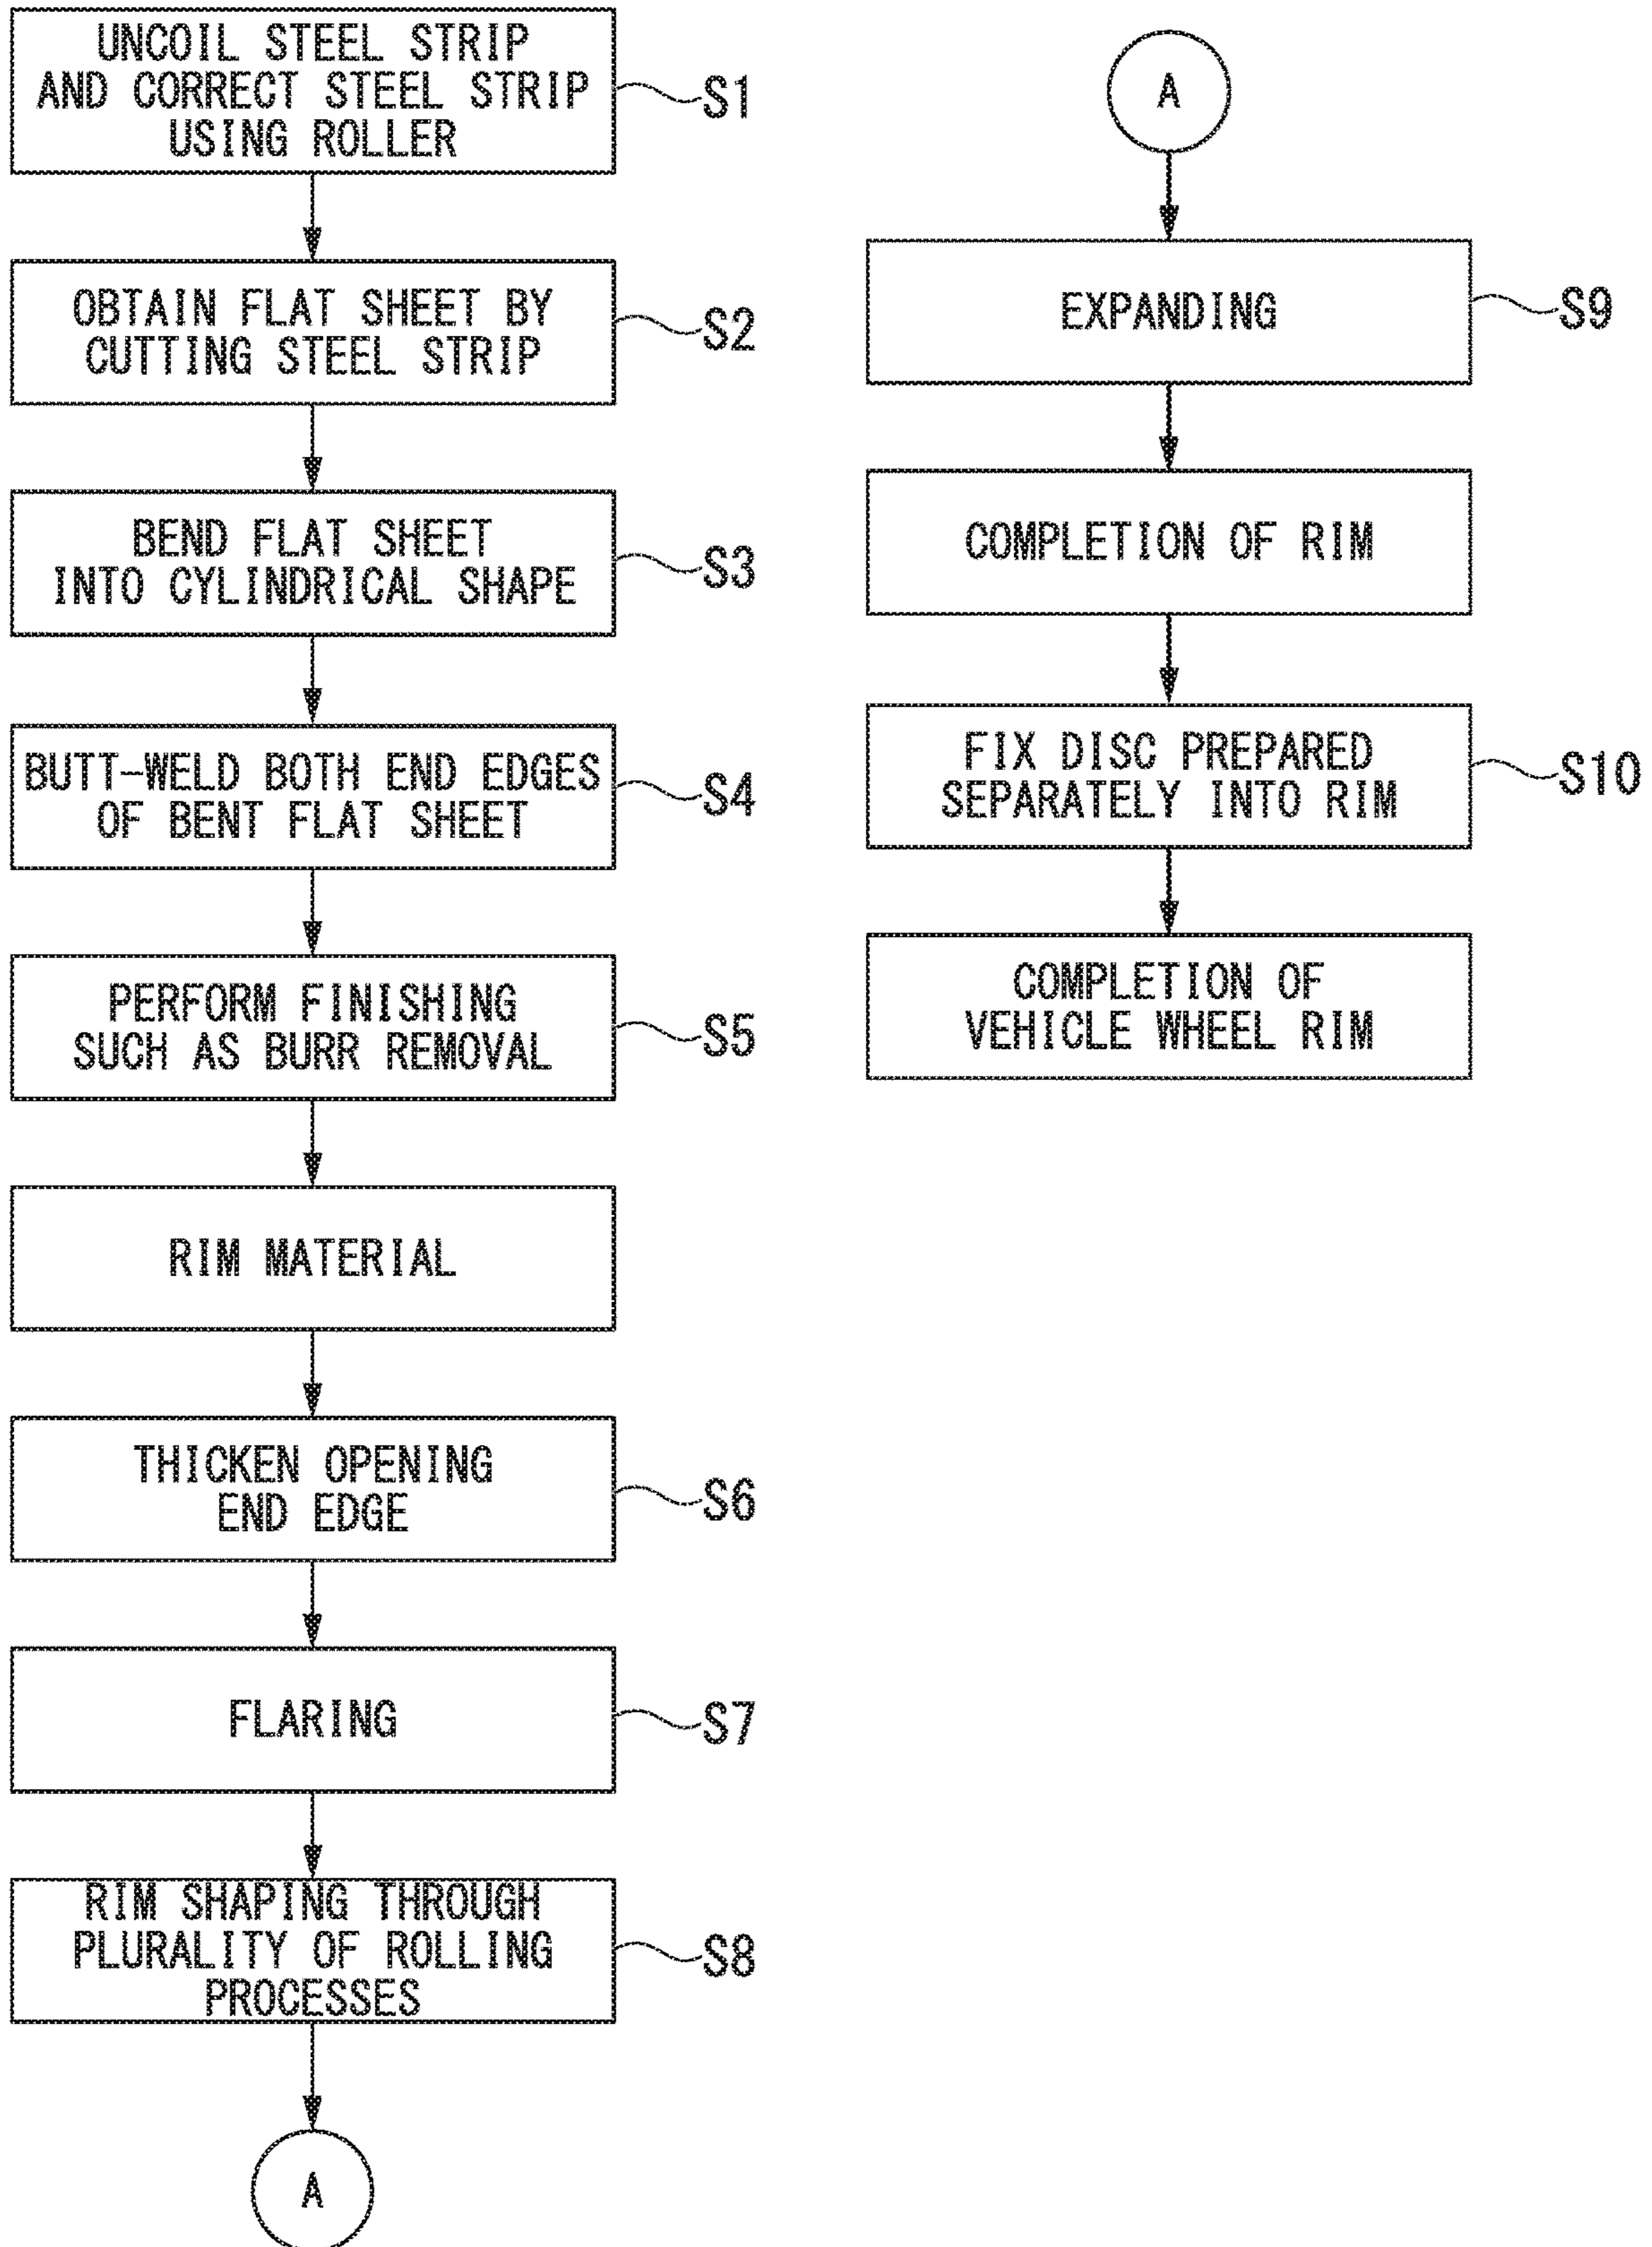 UNCOIL STEEL STRIP
AND CORRECT STEEL STRIP
USING ROLLER
S1
OBTAIN FLAT SHEET BY
CUTTING STEEL STRIP
S2
BEND FLAT SHEET
INTO CYLINDRICAL SHAPE
S3
BUTT-WELD BOTH END EDGES
OF BENT FLAT SHEET
S4
PERFORM FINISHING
SUCH AS BURR REMOVAL
S5
RIM MATERIAL
THICKEN OPENING
END EDGE
S6
FLARING
S7
RIM SHAPING THROUGH
PLURALITY OF ROLLING
PROCESSES
S8
A
A
EXPANDING
S9
COMPLETION OF RIM
FIX DISC PREPARED
SEPARATELY INTO RIM
S10
COMPLETION OF
VEHICLE WHEEL RIM